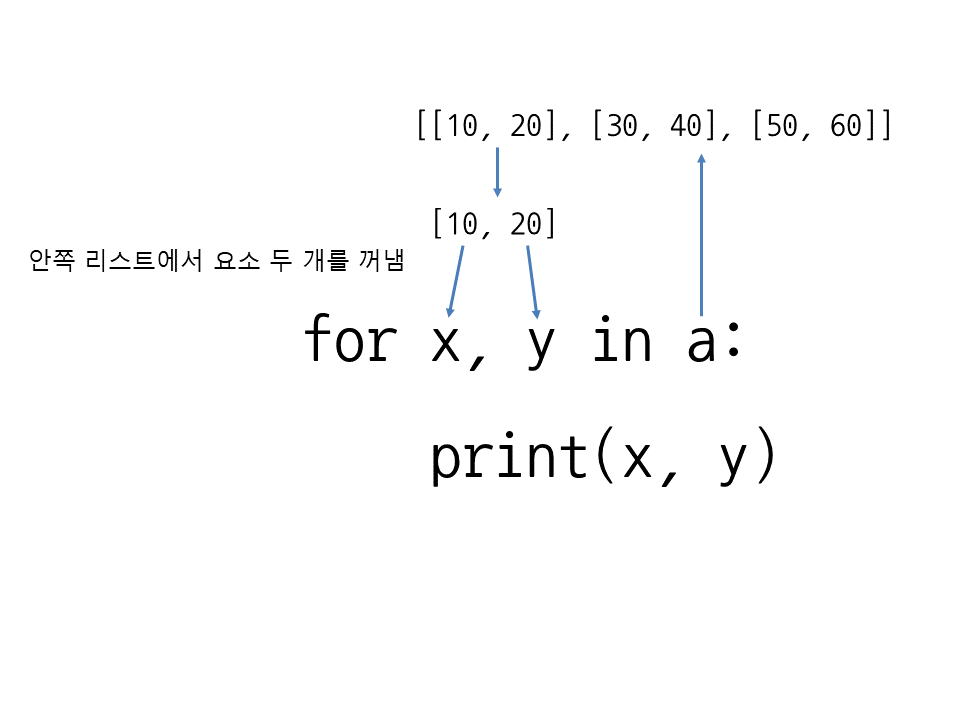 [[10, 20], [30, 40], [50, 60]]
[10, 20]
안쪽 리스트에서 요소 두 개를 꺼냄
for x, y in a:
print(x, y)